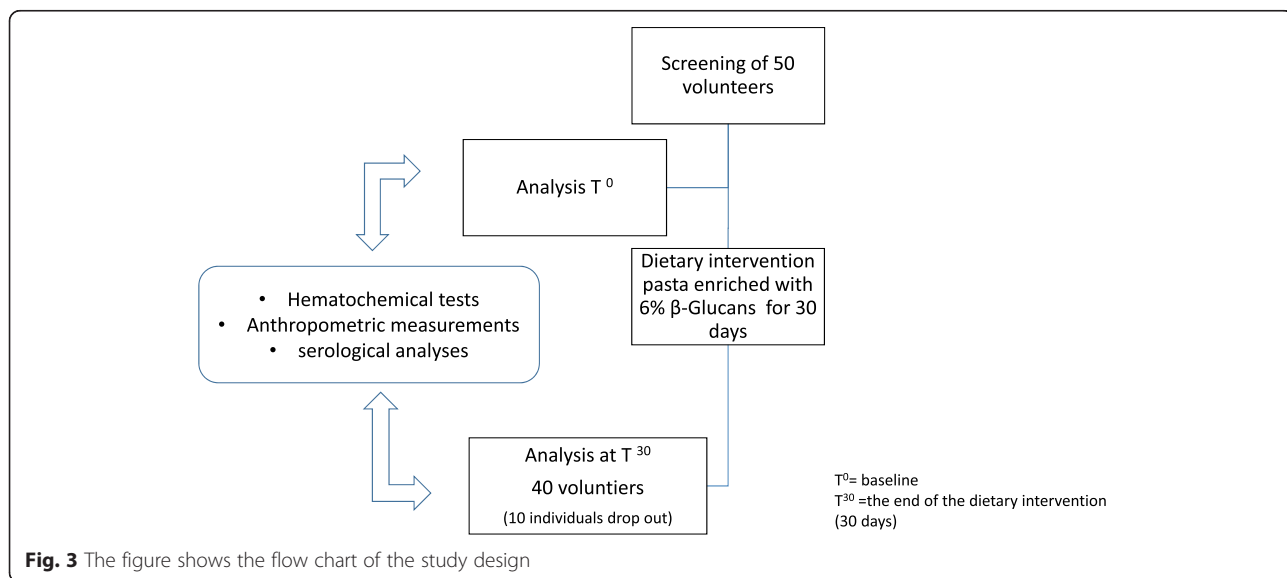 Screening of 50
volunteers
Analysis T 0
Dietary intervention
pasta enriched with
6% β-Glucans for 30
days
• Hematochemical tests
• Anthropometric measurements
• serological analyses
Analysis at T 30
40 voluntiers
(10 individuals drop out)
T0= baseline
T30 =the end of the dietary intervention
(30 days)
Fig. 3 The figure shows the flow chart of the study design